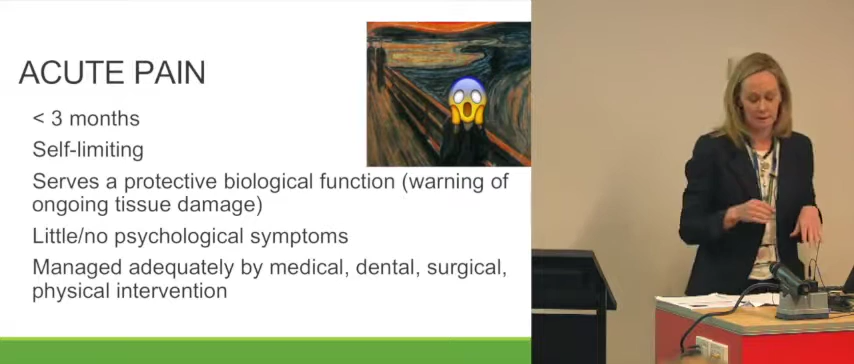 ACUTE PAIN
< 3 months
Self-limiting
Serves a protective biological function (warning of
ongoing tissue damage)
Little/no psychological symptoms
Managed adequately by medical, dental, surgical,
physical intervention